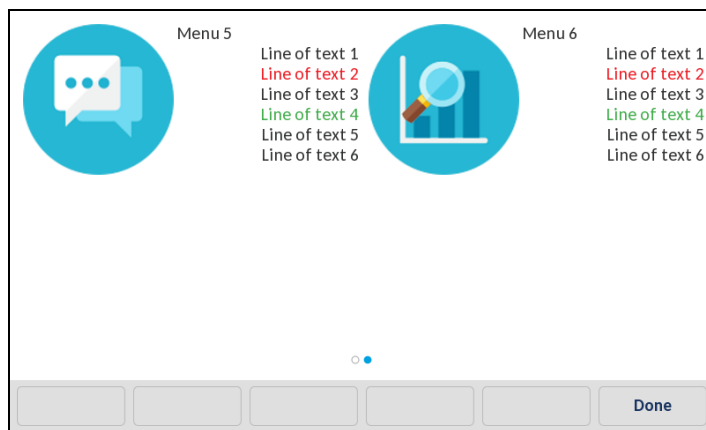 Menu 5
Line of text 1
Line of text 2
Line of text 3
Line of text 4
Line of text 5
Line of text 6
Menu 6
Line of text 1
Line of text 2
Line of text 3
Line of text 4
Line of text 5
Line of text 6
Done